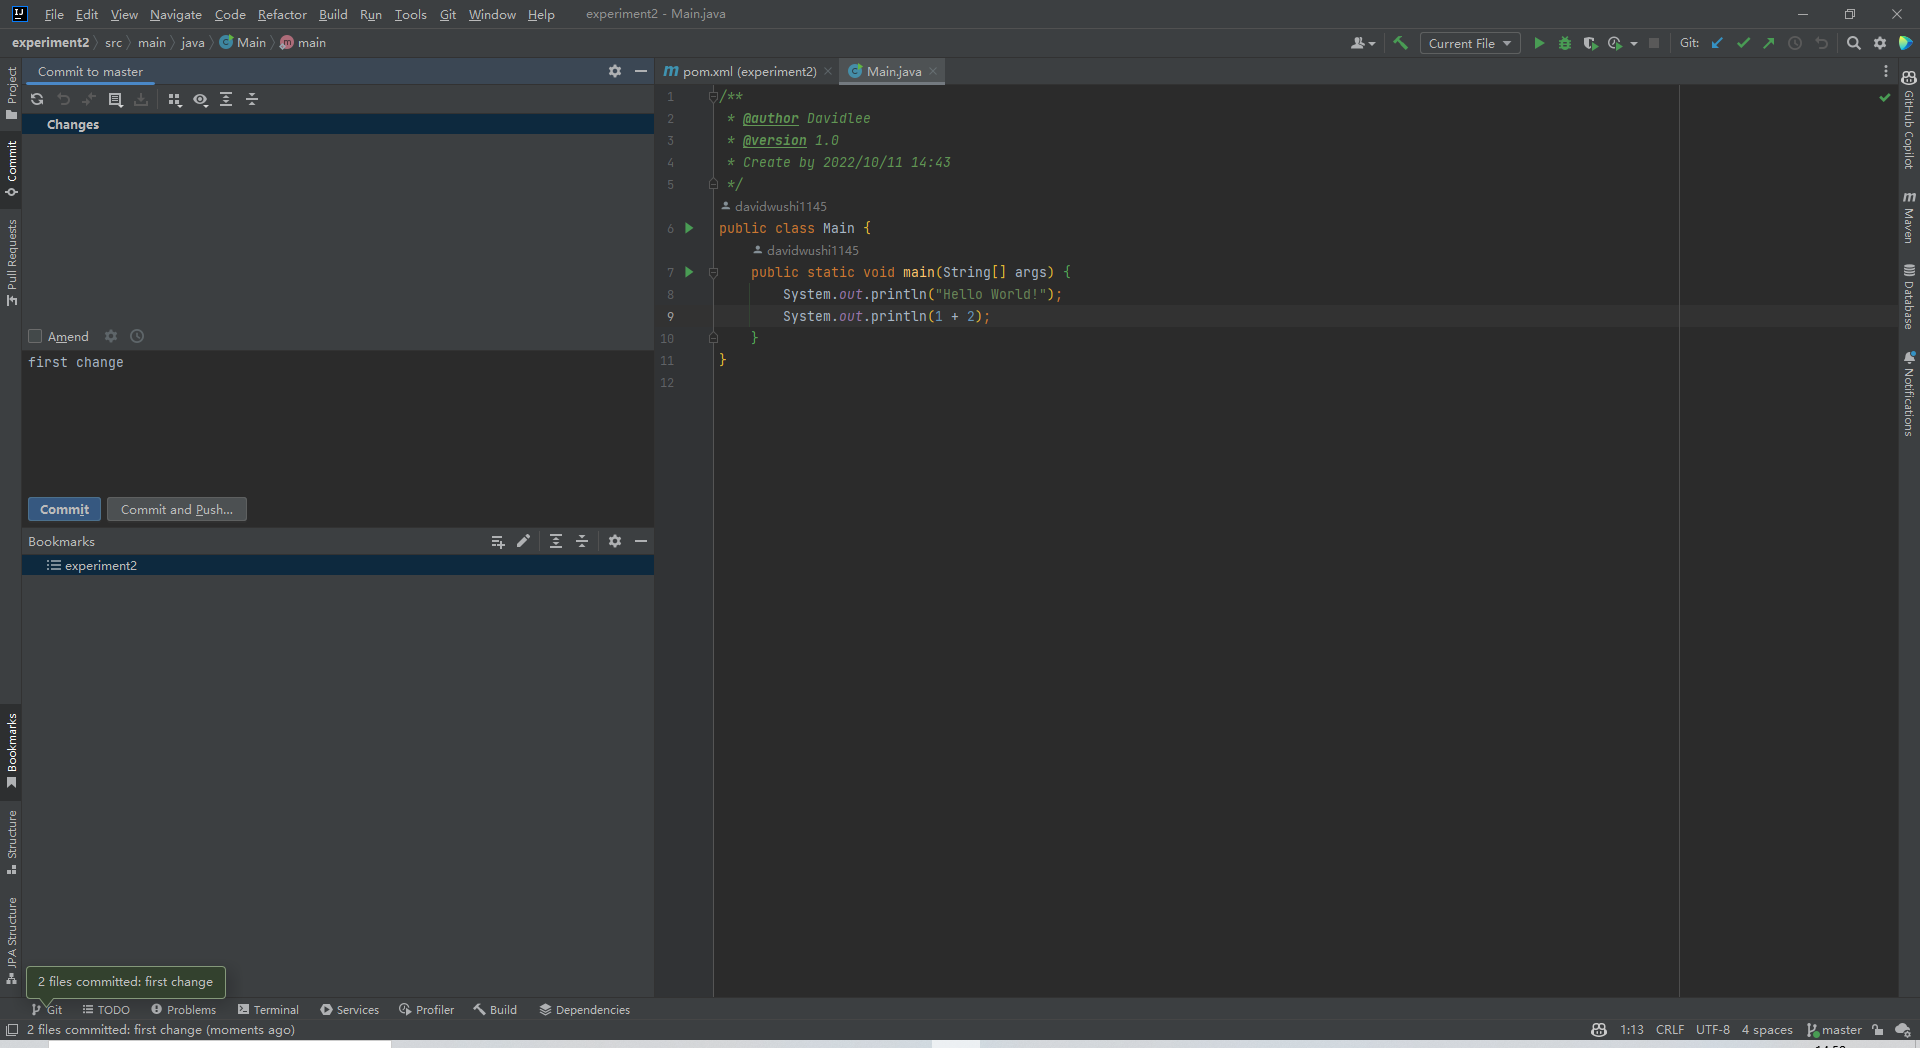 File Edit View Navigate Code Refactor Build Run Tools Git Window Help experiment2 - Main.java
experiment2 src main java Main main
Current File Git:
Commit to master
pom.xml (experiment2) Main.java
Project
Commit
Pull Requests
Bookmarks
Structure
JPA Structure
Changes
Amend
first change
Commit Commit and Push...
Bookmarks
experiment2
1 /**
2 * @author Davidlee
3 * @version 1.0
4 * Create by 2022/10/11 14:43
5 */
davidwushi1145
6 public class Main {
davidwushi1145
7 public static void main(String[] args) {
8 System.out.println("Hello World!");
9 System.out.println(1 + 2);
10 }
11 }
12
GitHub Copilot
Maven
Database
Notifications
2 files committed: first change
Git TODO Problems Terminal Services Profiler Build Dependencies
2 files committed: first change (moments ago)
1:13 CRLF UTF-8 4 spaces master